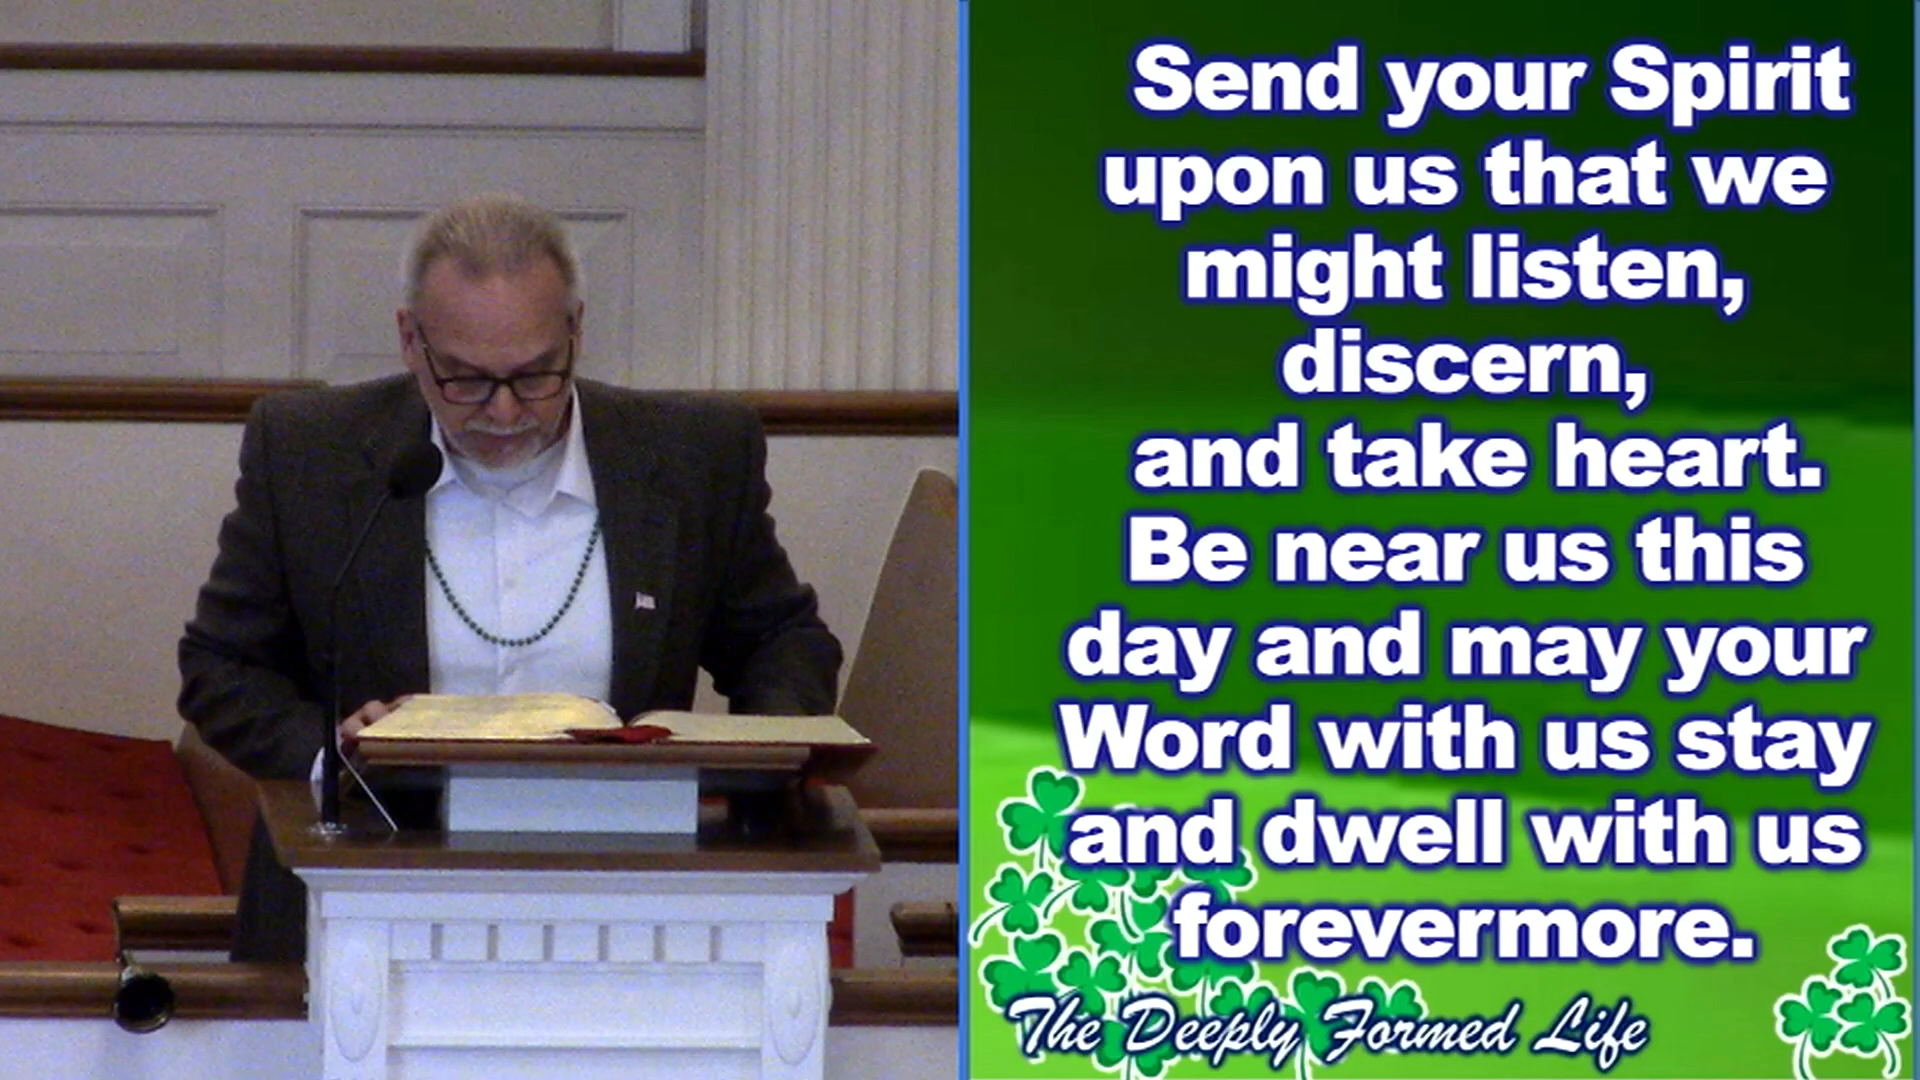 Send your Spirit
upon us that we
might listen,
discern,
and take heart.
Be near us this
day and may your
Word with us stay
and dwell with us
forevermore.
The Deeply Formed Life